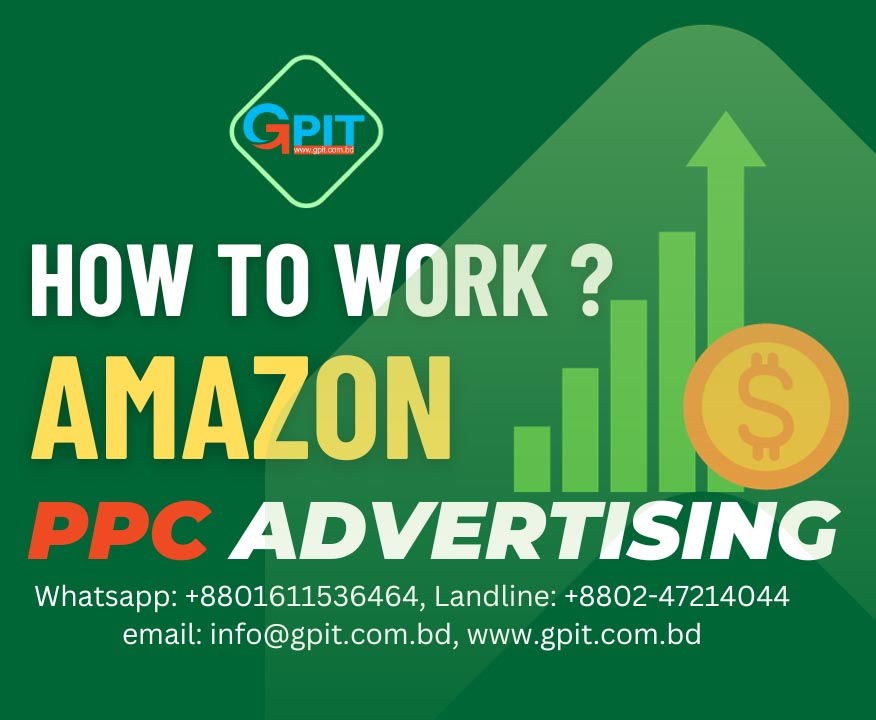 GPIT
www.gpit.com.bd
HOW TO WORK ?
AMAZON
PPC ADVERTISING
Whatsapp: +8801611536464, Landline: +8802-47214044
email: info@gpit.com.bd, www.gpit.com.bd